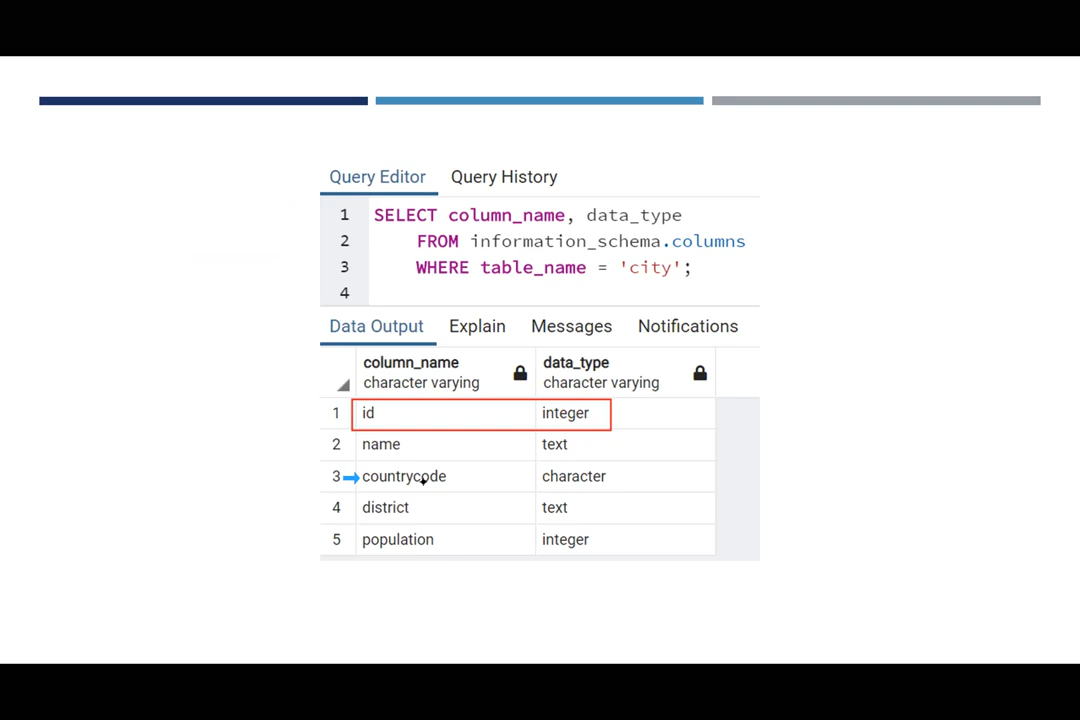 Query Editor Query History
1 SELECT column_name, data_type
2 FROM information_schema.columns
3 WHERE table_name = 'city';
4
Data Output Explain Messages Notifications
column_name data_type
character varying character varying
1 id integer
2 name text
3 countrycode character
4 district text
5 population integer